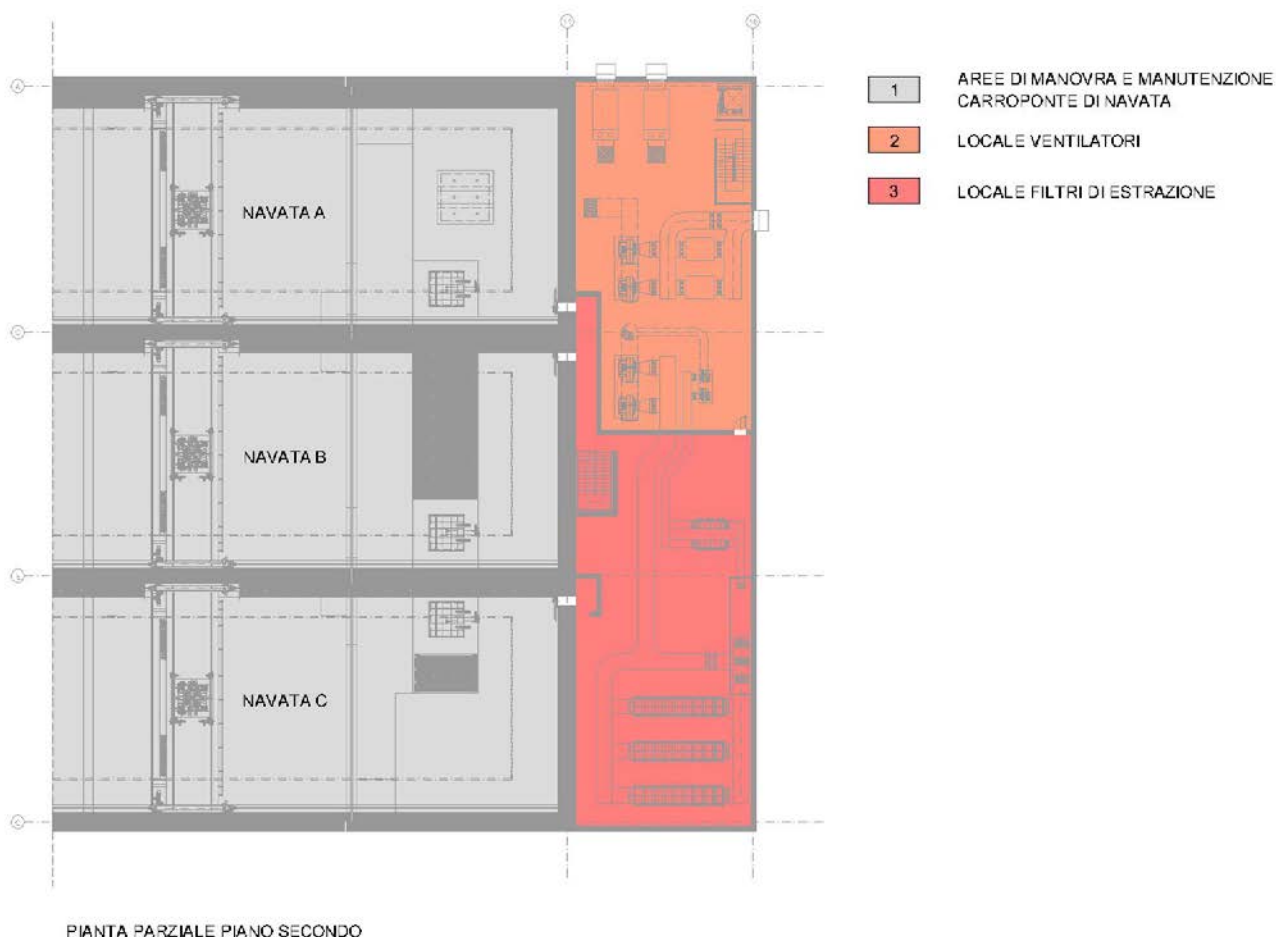 1
AREE DI MANOVRA E MANUTENZIONE
CARROPONTE DI NAVATA
2
LOCALE VENTILATORI
3
LOCALE FILTRI DI ESTRAZIONE
A
NAVATA A
NAVATA B
NAVATA C
PIANTA PARZIALE PIANO SECONDO